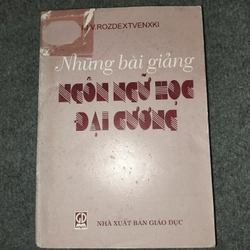 V.ROZDEXTVENXKI
Những bài giảng
NGÔN NGỮ HỌC
ĐẠI CƯƠNG
NHÀ XUẤT BẢN GIÁO DỤC